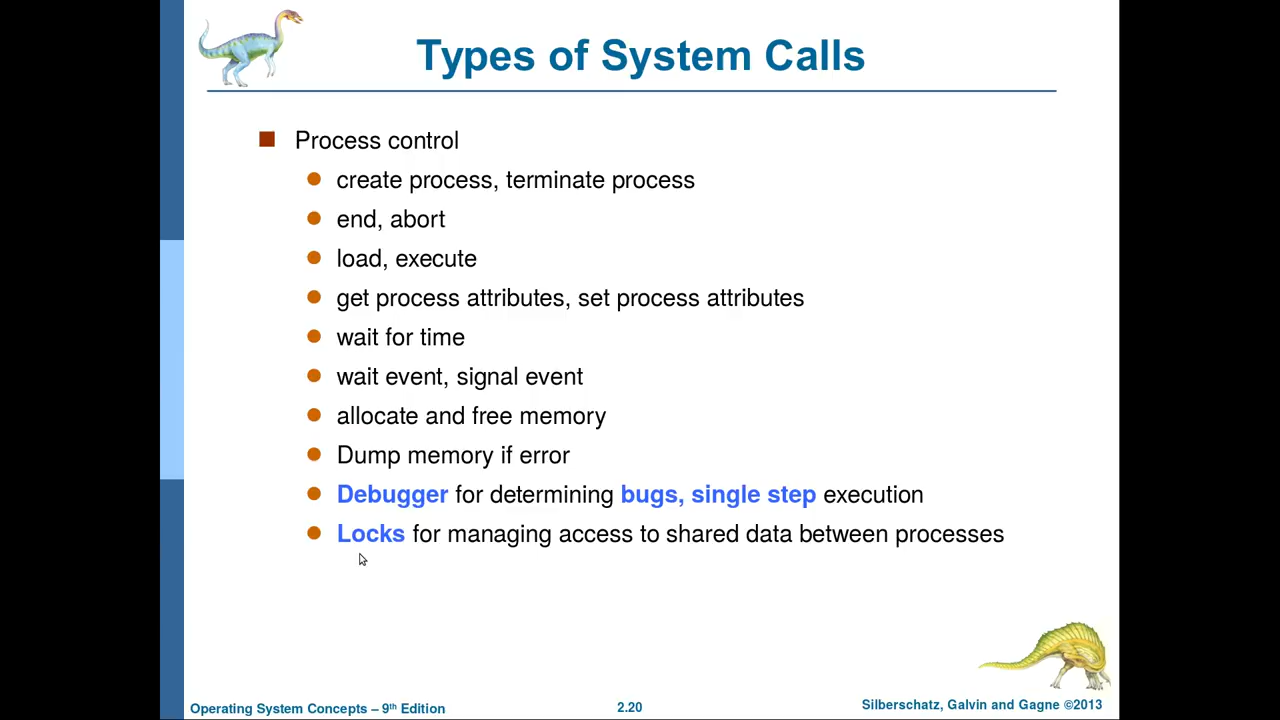 Types of System Calls
Process control
create process, terminate process
end, abort
load, execute
get process attributes, set process attributes
wait for time
wait event, signal event
allocate and free memory
Dump memory if error
Debugger for determining bugs, single step execution
Locks for managing access to shared data between processes
Operating System Concepts – 9th Edition
2.20
Silberschatz, Galvin and Gagne ©2013